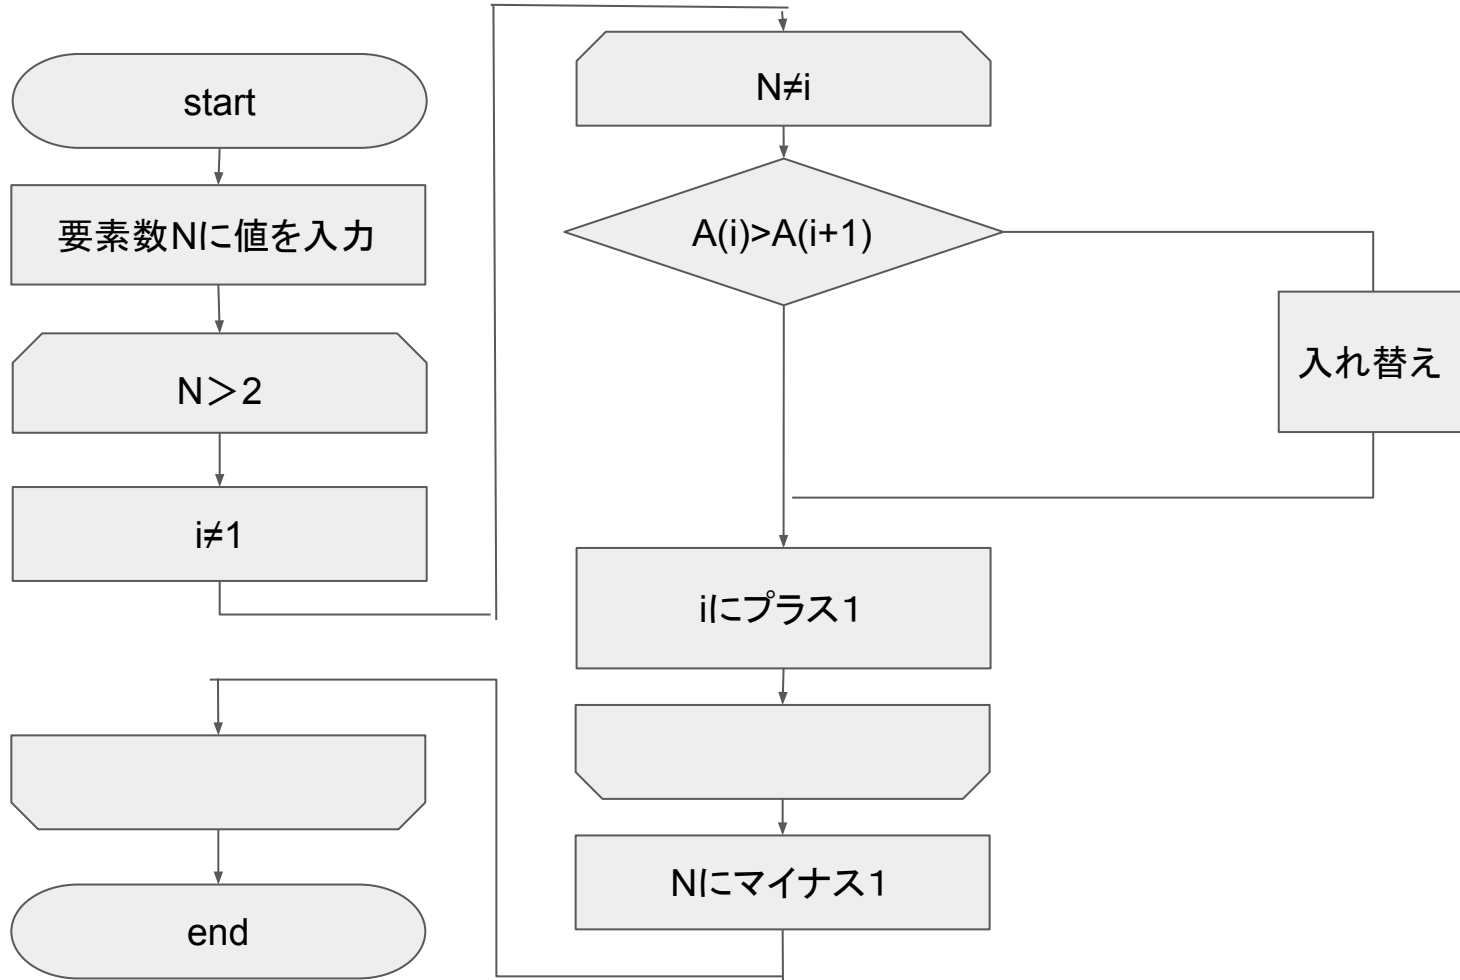 start
要素数Nに値を入力
N＞2
i≠1
N≠i
A(i)>A(i+1)
入れ替え
iにプラス１
Nにマイナス１
end